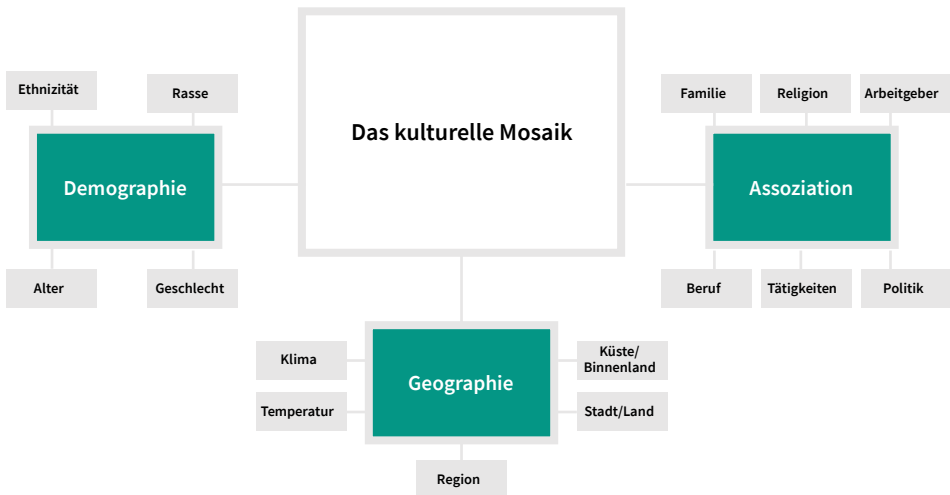 Das kulturelle Mosaik
Ethnizität
Rasse
Demographie
Alter
Geschlecht
Familie
Religion
Arbeitgeber
Assoziation
Beruf
Tätigkeiten
Politik
Klima
Küste/
Binnenland
Geographie
Temperatur
Stadt/Land
Region